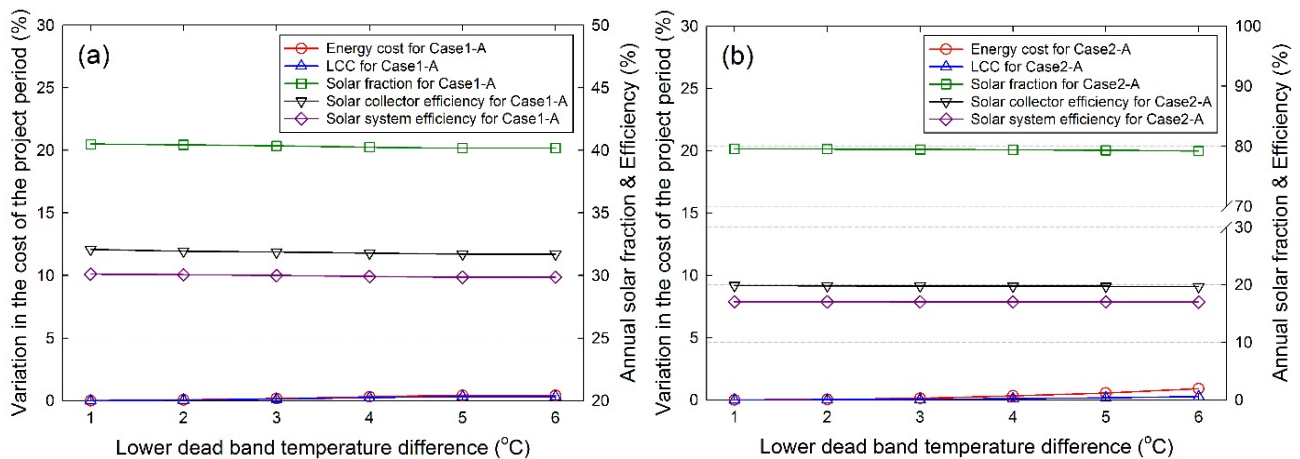 (a)
Variation in the cost of the project period (%)
30
25
20
15
10
5
0
Energy cost for Case1-A
LCC for Case1-A
Solar fraction for Case1-A
Solar collector efficiency for Case1-A
Solar system efficiency for Case1-A
50
45
40
35
30
25
20
Annual solar fraction & Efficiency (%)
1 2 3 4 5 6
Lower dead band temperature difference (°C)
(b)
Variation in the cost of the project period (%)
30
25
20
15
10
5
0
Energy cost for Case2-A
LCC for Case2-A
Solar fraction for Case2-A
Solar collector efficiency for Case2-A
Solar system efficiency for Case2-A
100
90
80
70
30
20
10
0
Annual solar fraction & Efficiency (%)
1 2 3 4 5 6
Lower dead band temperature difference (°C)